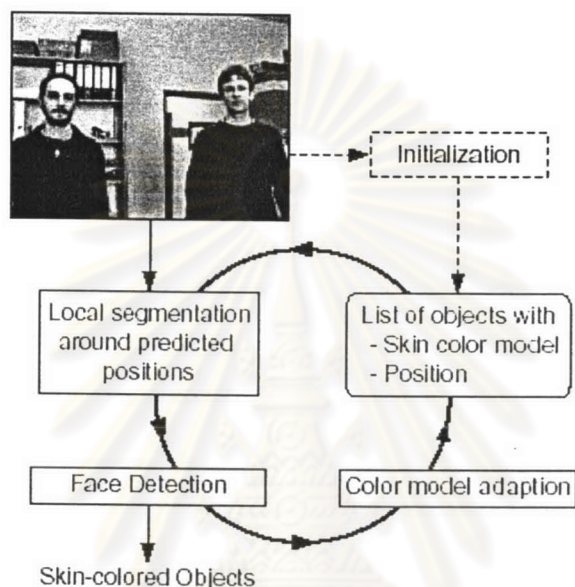 Initialization
Local segmentation
around predicted
positions
List of objects with
- Skin color model
- Position
Face Detection
Color model adaption
Skin-colored Objects